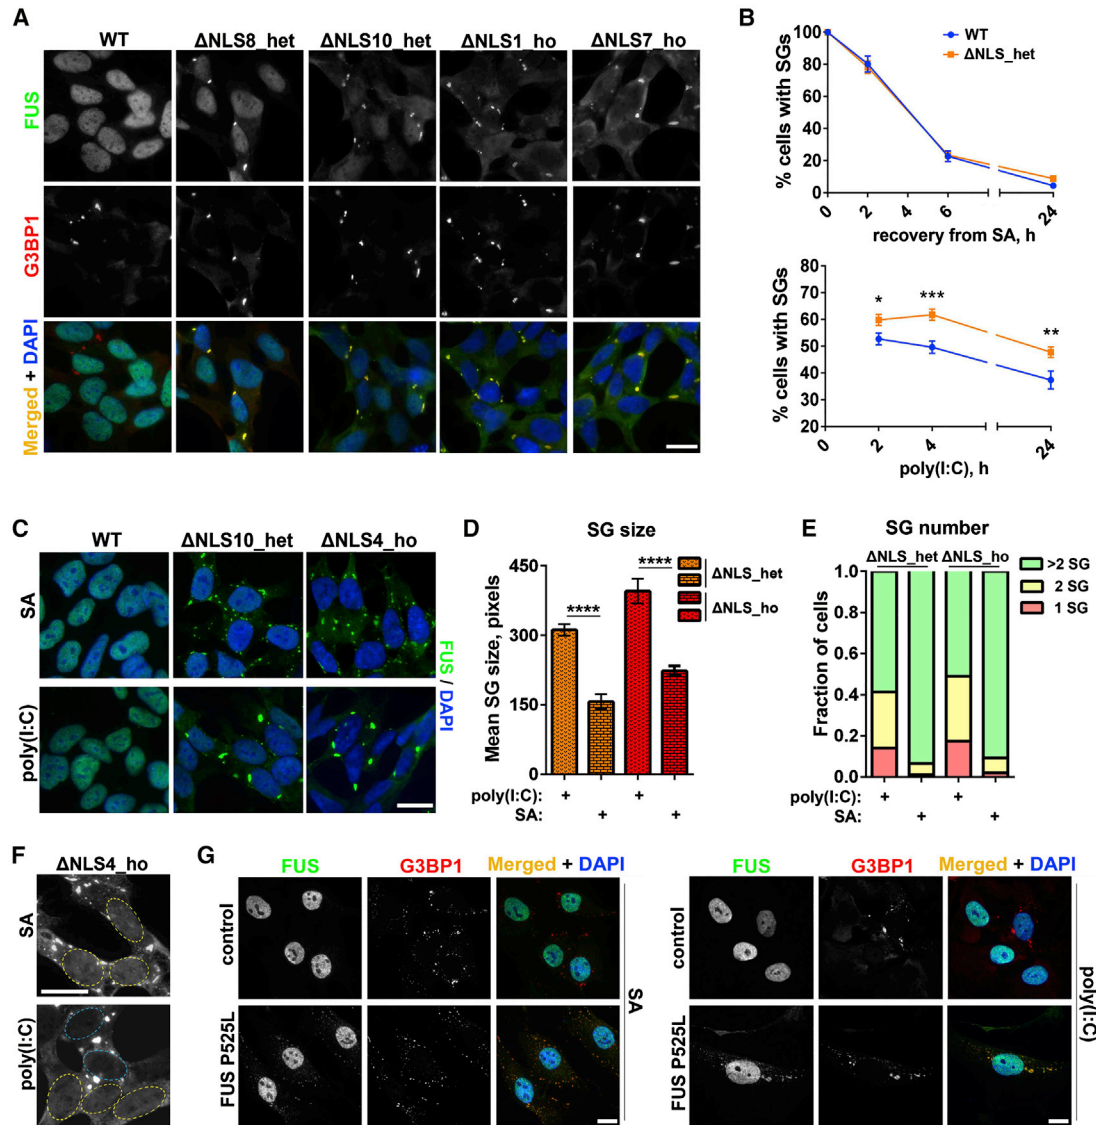 A
WT
ΔNLS8_het
ΔNLS10_het
ΔNLS1_ho
ΔNLS7_ho
FUS
G3BP1
Merged + DAPI
B
WT
ΔNLS_het
% cells with SGs
100
80
60
40
20
0
0
2
4
6
24
recovery from SA, h
% cells with SGs
80
70
60
50
40
30
20
*
***
**
0
2
4
24
poly(I:C), h
C
WT
ΔNLS10_het
ΔNLS4_ho
SA
poly(I:C)
FUS / DAPI
D
SG size
Mean SG size, pixels
450
300
150
0
****
****
ΔNLS_het
ΔNLS_ho
poly(I:C): + +
SA: + +
E
SG number
ΔNLS_het ΔNLS_ho
Fraction of cells
1.0
0.8
0.6
0.4
0.2
0.0
>2 SG
2 SG
1 SG
poly(I:C): + +
SA: + +
F
ΔNLS4_ho
SA
poly(I:C)
G
FUS
G3BP1
Merged + DAPI
control
FUS P525L
SA
FUS
G3BP1
Merged + DAPI
control
FUS P525L
poly(I:C)